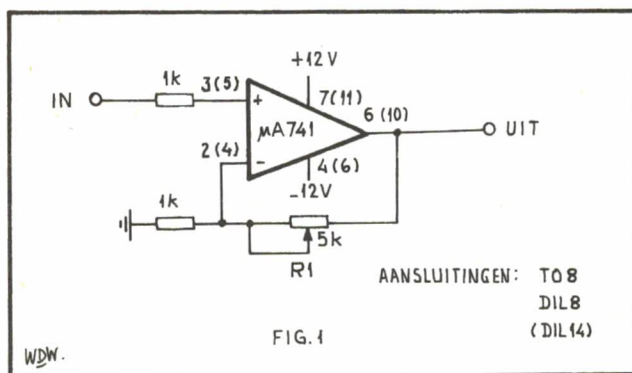 +12V
1k
3(5)
7(11)
6(10)
IN
+
µA741
UIT
2(4)
-
4(6)
-12V
1k
5k
R1
AANSLUITINGEN: TO8
DIL8
(DIL14)
FIG.1
WDW.